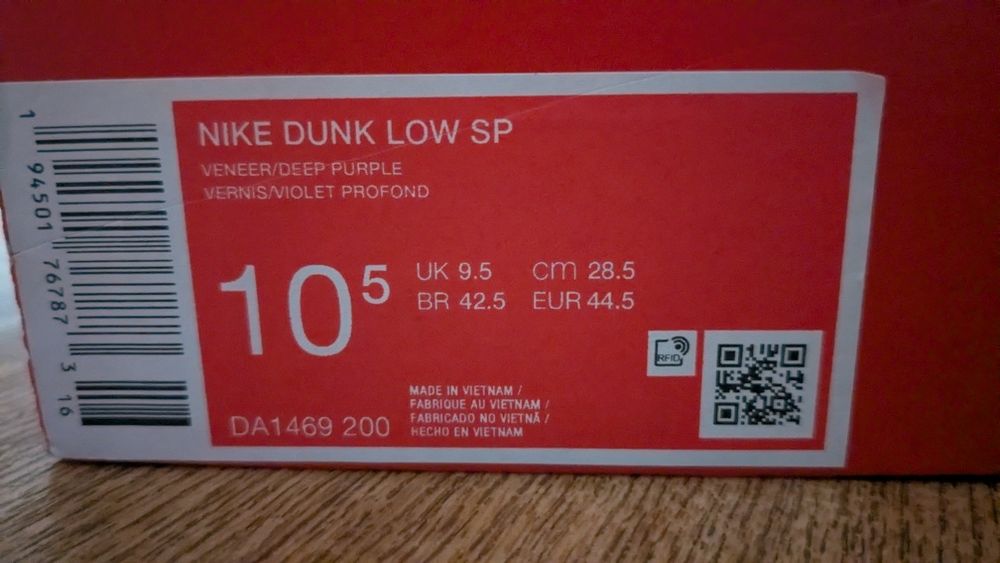 1 94501 76787 3 16
NIKE DUNK LOW SP
VENEER/DEEP PURPLE
VERNIS/VIOLET PROFOND
10⁵
UK 9.5 cm 28.5
BR 42.5 EUR 44.5
RFID
MADE IN VIETNAM /
FABRIQUE AU VIETNAM /
FABRICADO NO VIETNÃ /
HECHO EN VIETNAM
DA1469 200